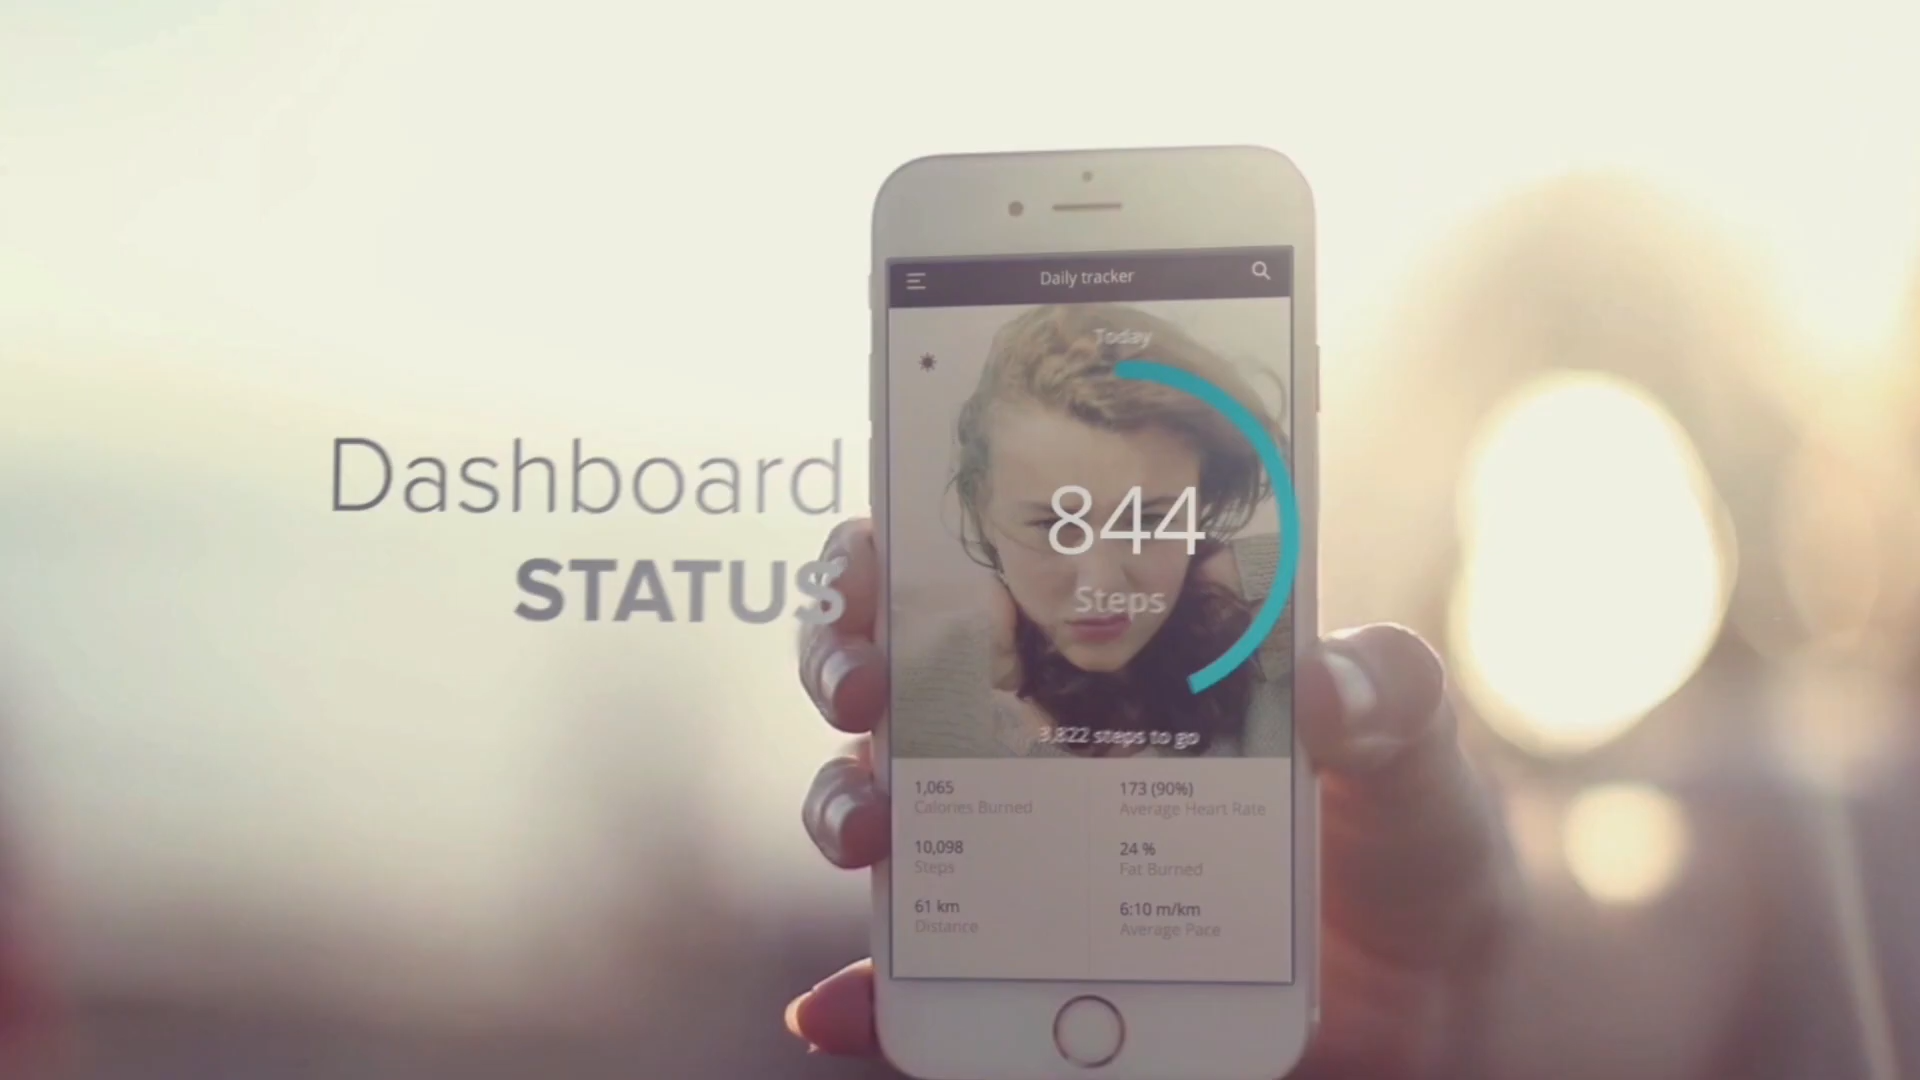 Dashboard
STATUS
Daily tracker
Today
844
Steps
3,822 steps to go
1,065
Calories Burned
173 (90%)
Average Heart Rate
10,098
Steps
24 %
Fat Burned
61 km
Distance
6:10 m/km
Average Pace